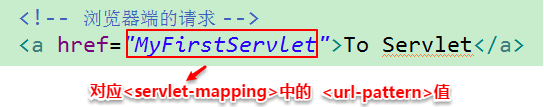 <!-- 浏览器端的请求 -->
<a href="MyFirstServlet">To Servlet</a>
对应<servlet-mapping>中的 <url-pattern>值